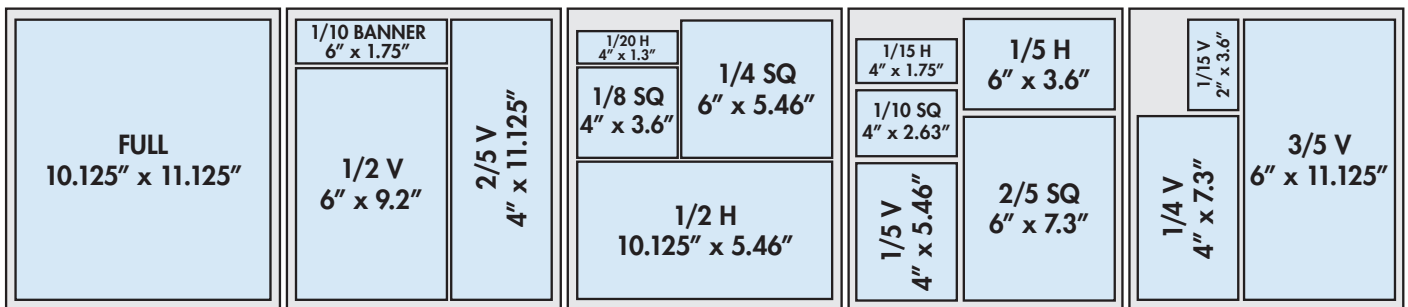 FULL
10.125” x 11.125”
1/10 BANNER
6” x 1.75”
1/2 V
6” x 9.2”
2/5 V
4” x 11.125”
1/20 H
4” x 1.3”
1/8 SQ
4” x 3.6”
1/4 SQ
6” x 5.46”
1/2 H
10.125” x 5.46”
1/15 H
4” x 1.75”
1/10 SQ
4” x 2.63”
1/5 V
4” x 5.46”
1/5 H
6” x 3.6”
2/5 SQ
6” x 7.3”
1/15 V
2” x 3.6”
1/4 V
4” x 7.3”
3/5 V
6” x 11.125”